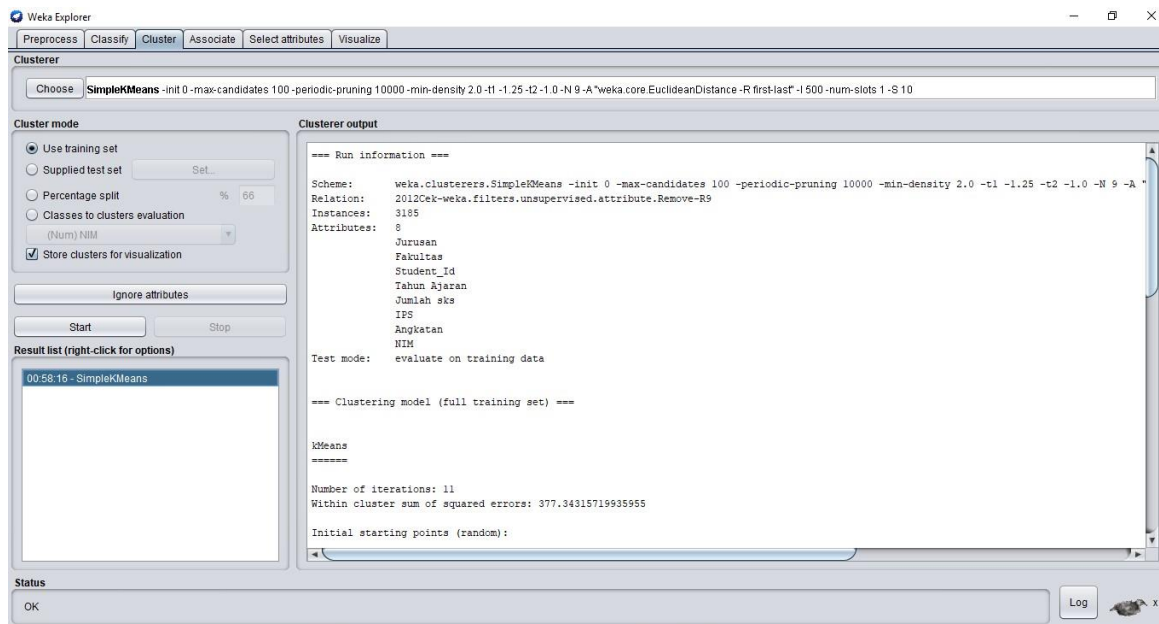 Weka Explorer
Preprocess Classify Cluster Associate Select attributes Visualize
Clusterer
Choose SimpleKMeans -init 0 -max-candidates 100 -periodic-pruning 10000 -min-density 2.0 -t1 -1.25 -t2 -1.0 -N 9 -A "weka.core.EuclideanDistance -R first-last" -I 500 -num-slots 1 -S 10
Cluster mode
Use training set
Supplied test set Set...
Percentage split % 66
Classes to clusters evaluation
(Num) NIM
Store clusters for visualization
Ignore attributes
Start Stop
Result list (right-click for options)
00:58:16 - SimpleKMeans
Clusterer output
=== Run information ===
Scheme: weka.clusterers.SimpleKMeans -init 0 -max-candidates 100 -periodic-pruning 10000 -min-density 2.0 -t1 -1.25 -t2 -1.0 -N 9 -A "
Relation: 2012Cek-weka.filters.unsupervised.attribute.Remove-R9
Instances: 3185
Attributes: 8
Jurusan
Fakultas
Student_Id
Tahun Ajaran
Jumlah sks
IPS
Angkatan
NIM
Test mode: evaluate on training data
=== Clustering model (full training set) ===
kMeans
======
Number of iterations: 11
Within cluster sum of squared errors: 377.34315719935955
Initial starting points (random):
Status
OK
Log x